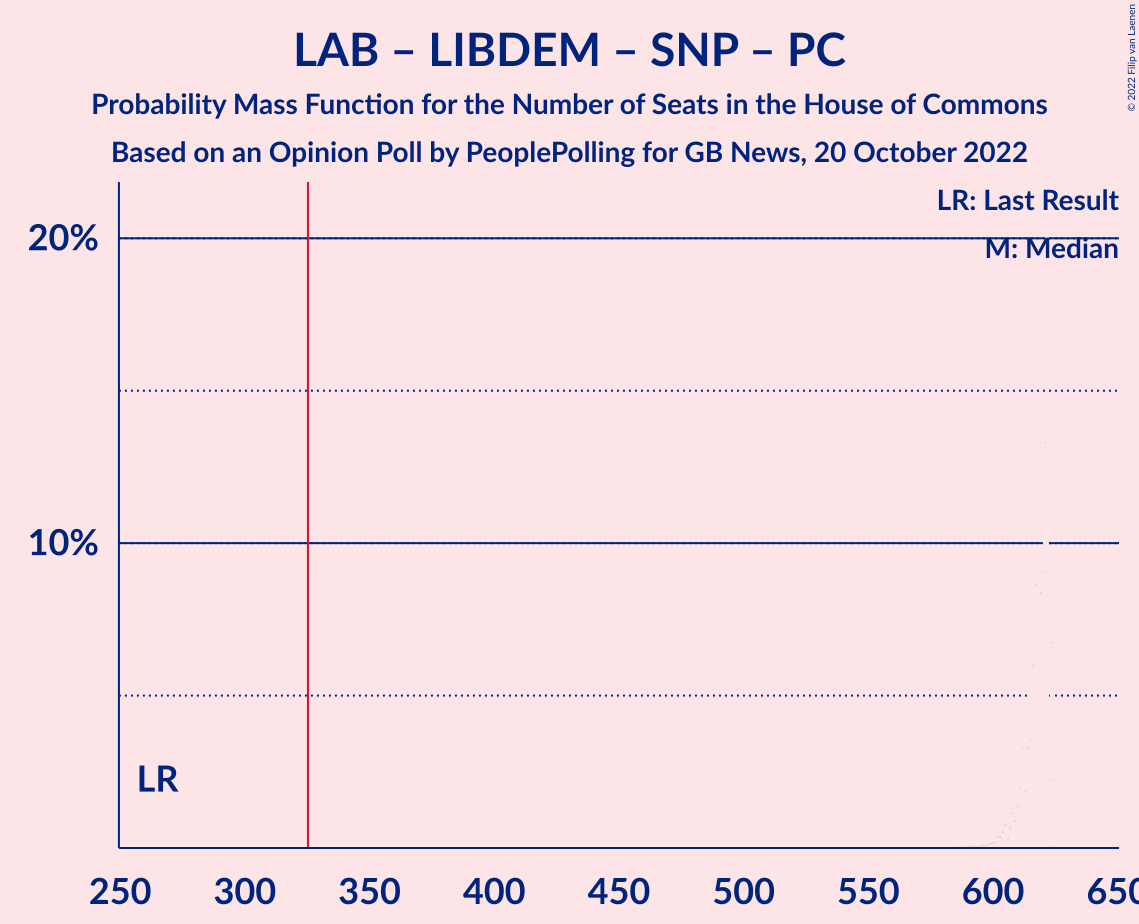 LAB – LIBDEM – SNP – PC
Probability Mass Function for the Number of Seats in the House of Commons
Based on an Opinion Poll by PeoplePolling for GB News, 20 October 2022
© 2022 Filip van Laenen
LR: Last Result
M: Median
20%
10%
LR
250 300 350 400 450 500 550 600 650